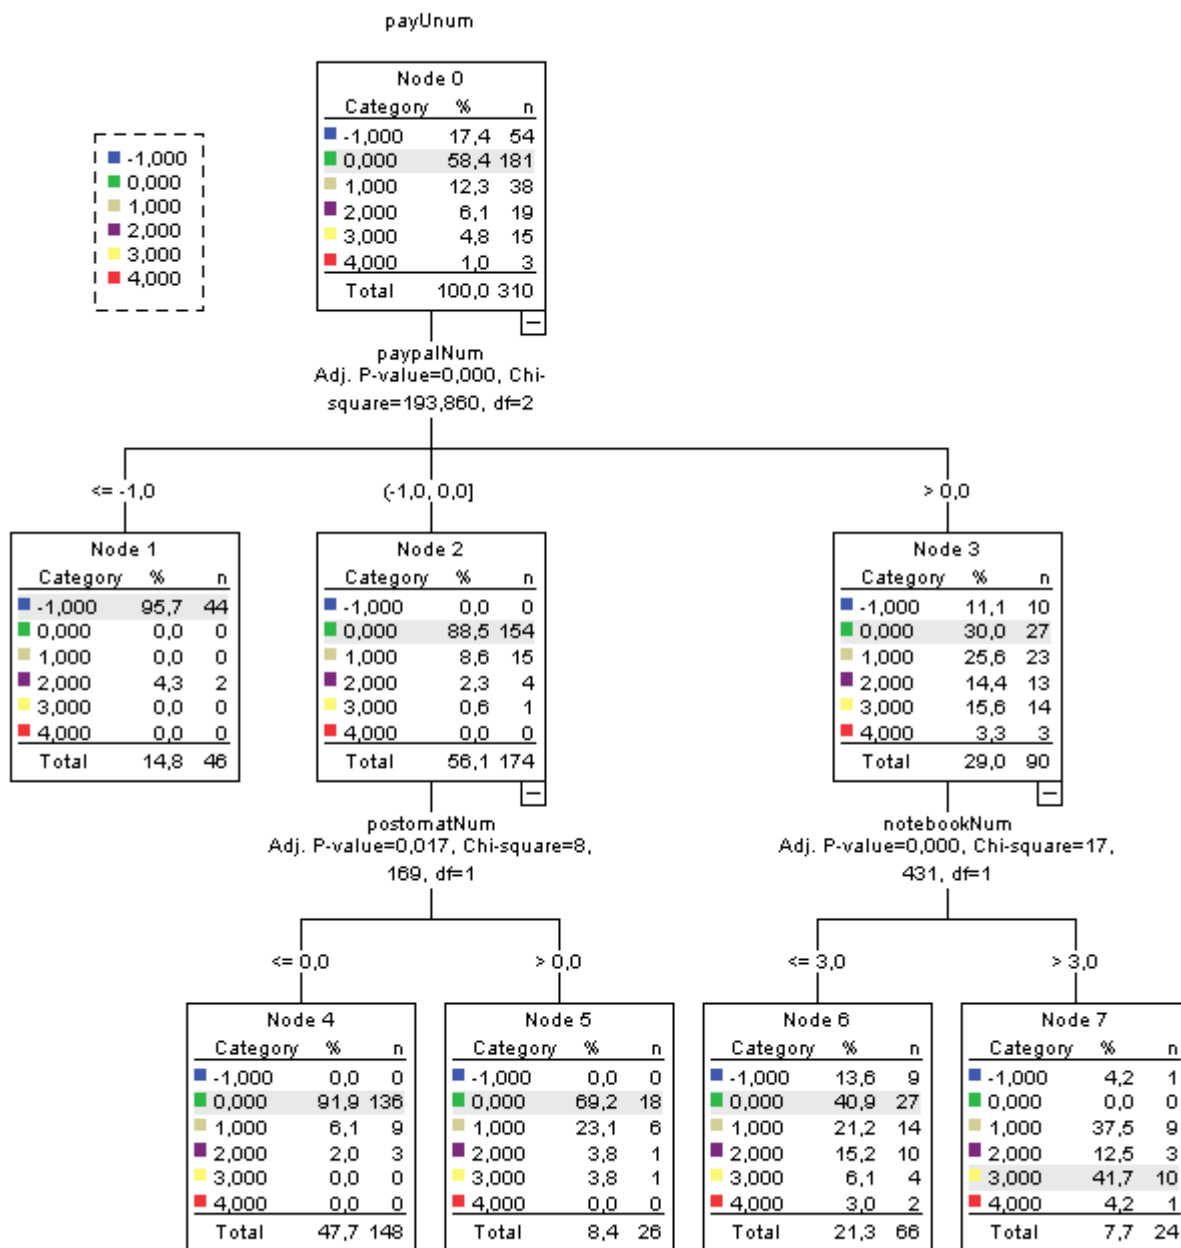 payUnum
Node 0
Category % n
-1,000 17,4 54
0,000 58,4 181
1,000 12,3 38
2,000 6,1 19
3,000 4,8 15
4,000 1,0 3
Total 100,0 310
-1,000
0,000
1,000
2,000
3,000
4,000
paypalNum
Adj. P-value=0,000, Chi-
square=193,860, df=2
<= -1,0
(-1,0, 0,0]
> 0,0
Node 1
Category % n
-1,000 95,7 44
0,000 0,0 0
1,000 0,0 0
2,000 4,3 2
3,000 0,0 0
4,000 0,0 0
Total 14,8 46
Node 2
Category % n
-1,000 0,0 0
0,000 88,5 154
1,000 8,6 15
2,000 2,3 4
3,000 0,6 1
4,000 0,0 0
Total 56,1 174
Node 3
Category % n
-1,000 11,1 10
0,000 30,0 27
1,000 25,6 23
2,000 14,4 13
3,000 15,6 14
4,000 3,3 3
Total 29,0 90
postomatNum
Adj. P-value=0,017, Chi-square=8,
169, df=1
notebookNum
Adj. P-value=0,000, Chi-square=17,
431, df=1
<= 0,0
> 0,0
<= 3,0
> 3,0
Node 4
Category % n
-1,000 0,0 0
0,000 91,9 136
1,000 6,1 9
2,000 2,0 3
3,000 0,0 0
4,000 0,0 0
Total 47,7 148
Node 5
Category % n
-1,000 0,0 0
0,000 69,2 18
1,000 23,1 6
2,000 3,8 1
3,000 3,8 1
4,000 0,0 0
Total 8,4 26
Node 6
Category % n
-1,000 13,6 9
0,000 40,9 27
1,000 21,2 14
2,000 15,2 10
3,000 6,1 4
4,000 3,0 2
Total 21,3 66
Node 7
Category % n
-1,000 4,2 1
0,000 0,0 0
1,000 37,5 9
2,000 12,5 3
3,000 41,7 10
4,000 4,2 1
Total 7,7 24